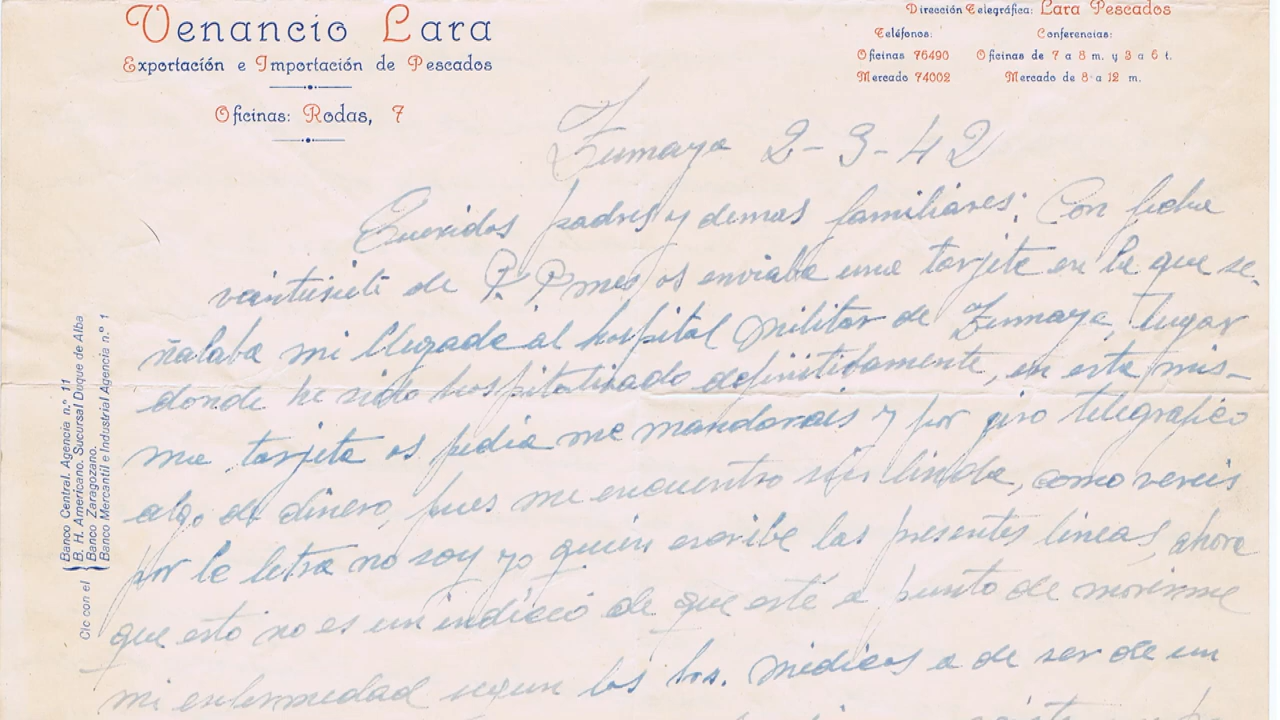 Venancio Lara
Exportación e Importación de Pescados
Oficinas: Rodas, 7
Dirección Telegráfica: Lara Pescados
Teléfonos:
Oficinas 76490
Mercado 74002
Conferencias:
Oficinas de 7 a 8 m. y 3 a 6 t.
Mercado de 8 a 12 m.
Cte con el
Banco Central. Agencia n.º 11
B. H. Americano. Sucursal Duque de Alba
Banco Zaragozano.
Banco Mercantil e Industrial Agencia n.º 1
Zumaya 2-3-42
Queridos padres y demas familiares: Con fecha
veintisiete de P. P. mes os enviaba una tarjeta en la que se-
ñalaba mi llegada al hospital militar de Zumaya, lugar
donde he sido hospitalizado definitidamente, en esta mis-
ma tarjeta os pedia me mandarais y por giro telegrafico
algo de dinero, pues me encuentro sin linda, como vereis
por la letra no soy yo quien escribe las presentes lineas, ahora
que esto no es un indicio de que esté a punto de morirme
mi enfermedad segun los Srs. medicos a de ser de un